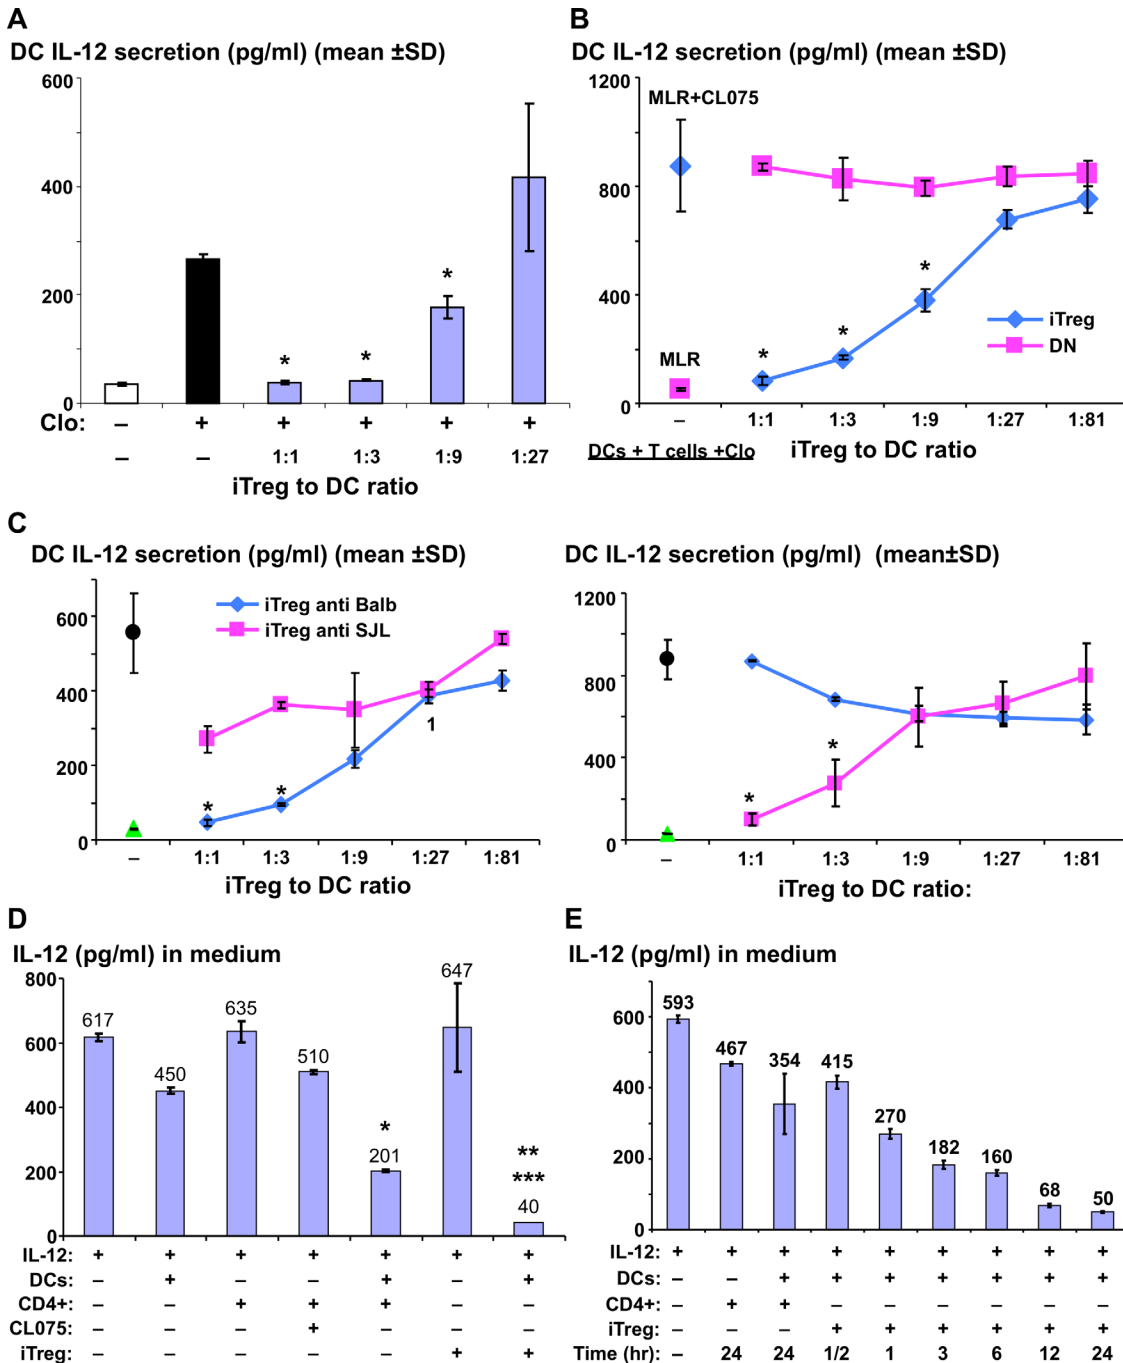 A
DC IL-12 secretion (pg/ml) (mean ±SD)
600
400
200
0
*
*
*
Clo: – + + + + +
– – 1:1 1:3 1:9 1:27
iTreg to DC ratio
B
DC IL-12 secretion (pg/ml) (mean ±SD)
1200
800
400
0
MLR+CL075
MLR
*
*
*
iTreg
DN
– 1:1 1:3 1:9 1:27 1:81
DCs + T cells +Clo
iTreg to DC ratio
C
DC IL-12 secretion (pg/ml) (mean ±SD)
600
400
200
0
iTreg anti Balb
iTreg anti SJL
*
*
1
– 1:1 1:3 1:9 1:27 1:81
iTreg to DC ratio
DC IL-12 secretion (pg/ml) (mean±SD)
1200
800
400
0
*
*
– 1:1 1:3 1:9 1:27 1:81
iTreg to DC ratio:
D
IL-12 (pg/ml) in medium
800
600
400
200
0
617 450 635 510 201 647 40
*
**
***
IL-12: + + + + + + +
DCs: – + – – + – +
CD4+: – – + + + – –
CL075: – – – + – – –
iTreg: – – – – – + +
E
IL-12 (pg/ml) in medium
600
400
200
0
593 467 354 415 270 182 160 68 50
IL-12: + + + + + + + + +
DCs: – – + + + + + + +
CD4+: – + + – – – – – –
iTreg: – – – + + + + + +
Time (hr): – 24 24 1/2 1 3 6 12 24